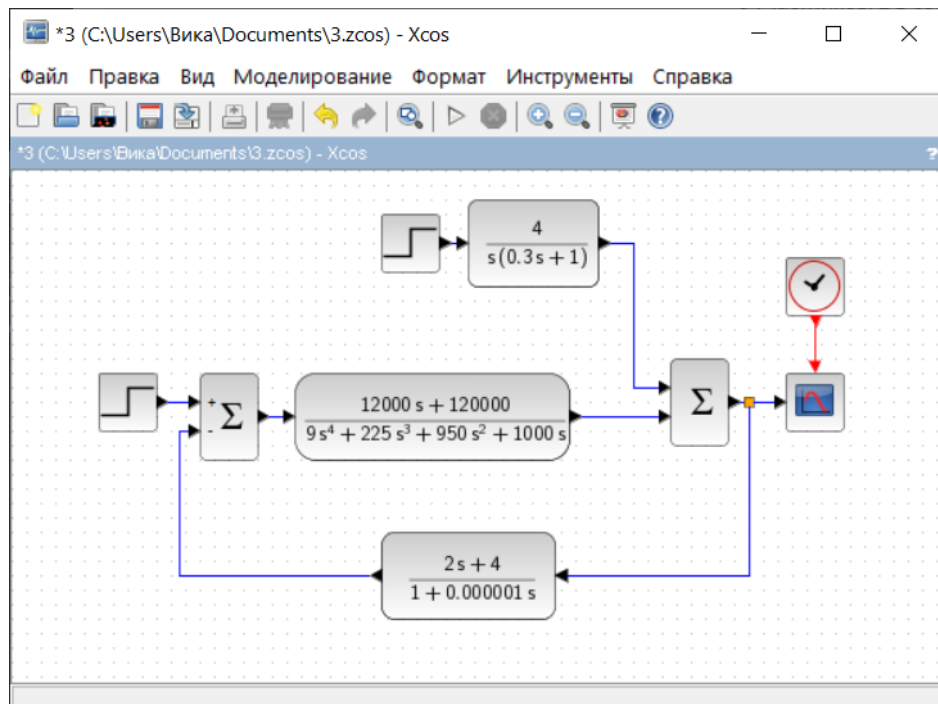 *3 (C:\Users\Вика\Documents\3.zcos) - Xcos
Файл Правка Вид Моделирование Формат Инструменты Справка
*3 (C:\Users\Вика\Documents\3.zcos) - Xcos ?
4
s(0.3s+1)
+
Σ
-
12000 s + 120000
9 s⁴ + 225 s³ + 950 s² + 1000 s
Σ
2s+4
1+0.000001 s